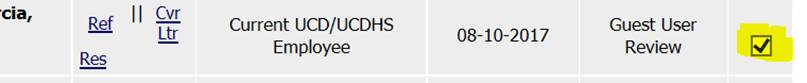 rcia,
Ref || Cvr Ltr
Res
Current UCD/UCDHS
Employee
08-10-2017
Guest User
Review